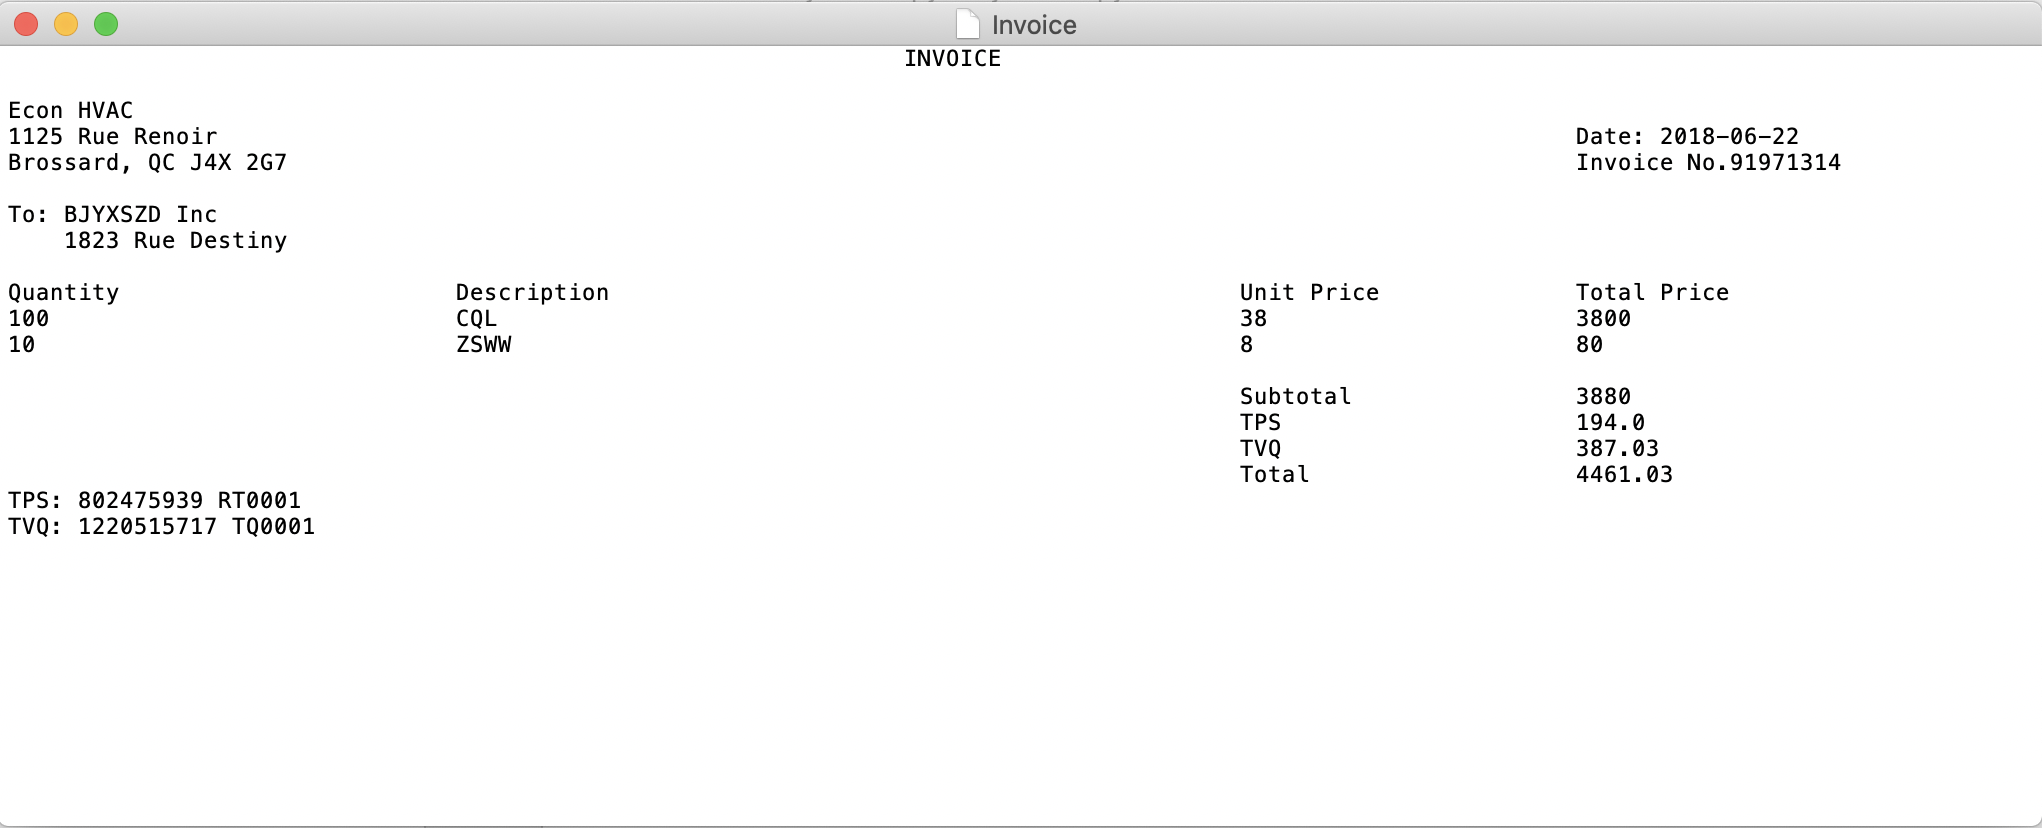 Invoice
INVOICE
Econ HVAC
1125 Rue Renoir Date: 2018-06-22
Brossard, QC J4X 2G7 Invoice No.91971314
To: BJYXSZD Inc
1823 Rue Destiny
Quantity Description Unit Price Total Price
100 CQL 38 3800
10 ZSWW 8 80
Subtotal 3880
TPS 194.0
TVQ 387.03
Total 4461.03
TPS: 802475939 RT0001
TVQ: 1220515717 TQ0001